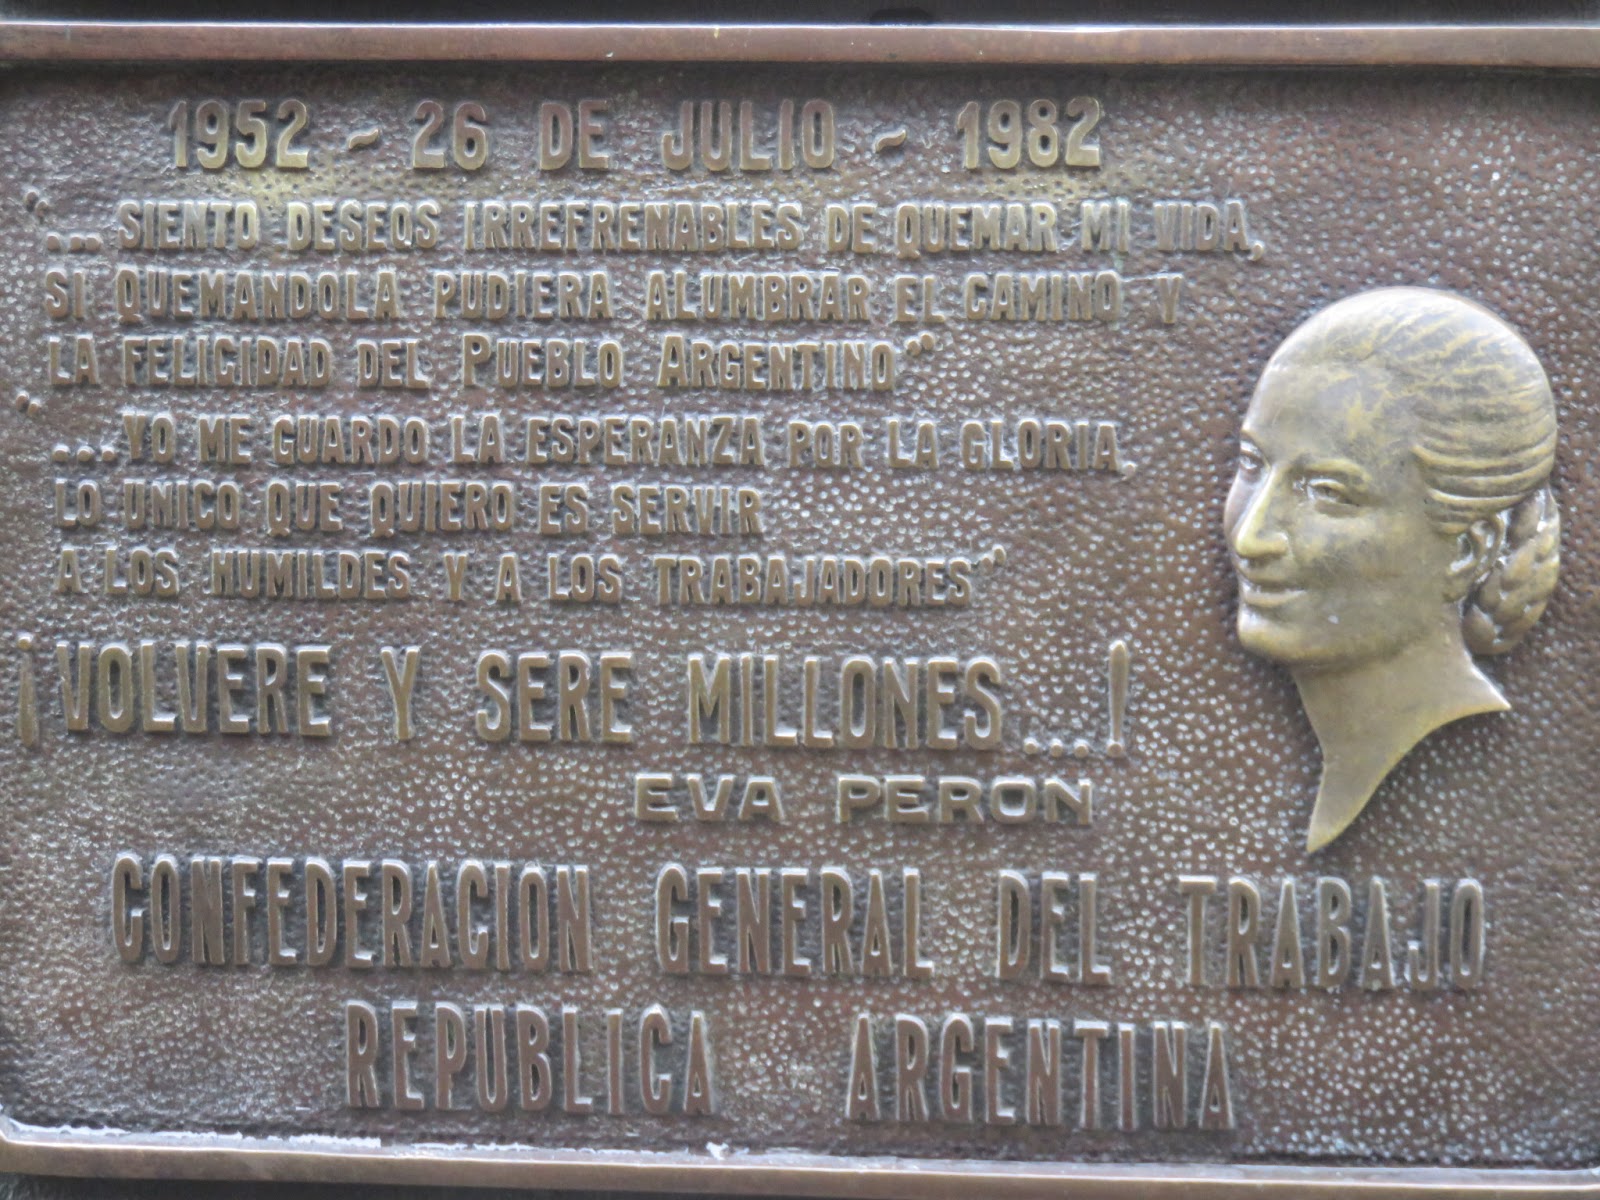 1952 - 26 DE JULIO - 1982
"...SIENTO DESEOS IRREFRENABLES DE QUEMAR MI VIDA,
SI QUEMANDOLA PUDIERA ALUMBRAR EL CAMINO Y
LA FELICIDAD DEL PUEBLO ARGENTINO"
"...YO ME GUARDO LA ESPERANZA POR LA GLORIA,
LO UNICO QUE QUIERO ES SERVIR
A LOS HUMILDES Y A LOS TRABAJADORES"
¡VOLVERE Y SERE MILLONES...!
EVA PERON
CONFEDERACION GENERAL DEL TRABAJO
REPUBLICA ARGENTINA